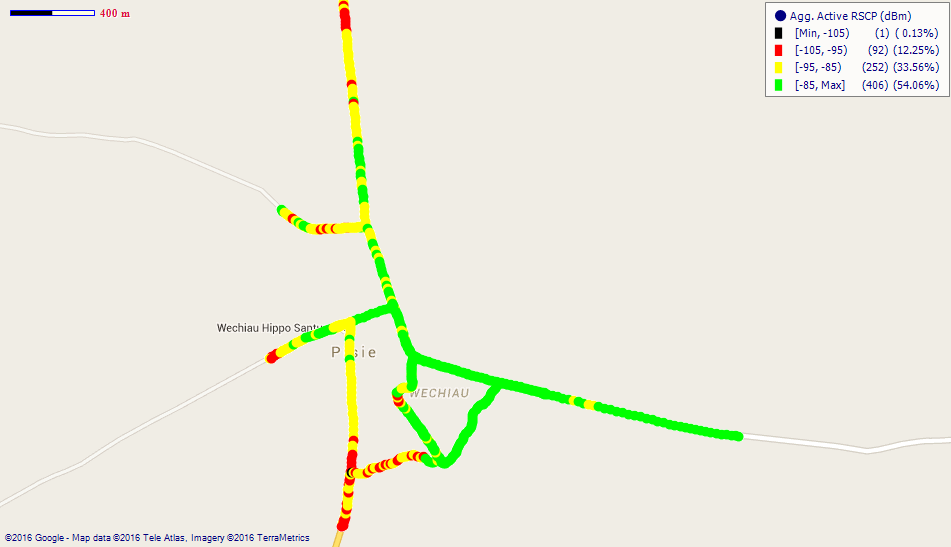 400 m
Agg. Active RSCP (dBm)
[Min, -105) (1) ( 0.13%)
[-105, -95) (92) (12.25%)
[-95, -85) (252) (33.56%)
[-85, Max] (406) (54.06%)
Wechiau Hippo
WECHIAU
©2016 Google - Map data ©2016 Tele Atlas, Imagery ©2016 TerraMetrics